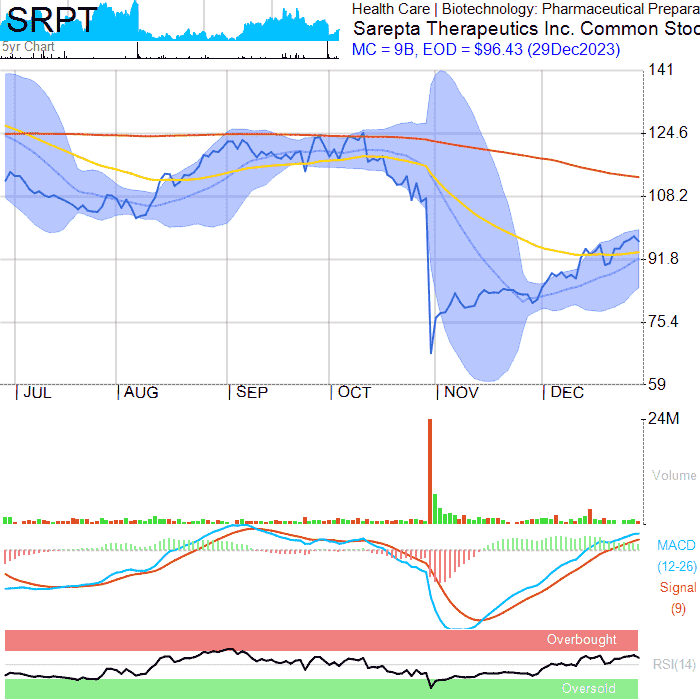 SRPT
Health Care | Biotechnology: Pharmaceutical Prepara
Sarepta Therapeutics Inc. Common Stoc
MC = 9B, EOD = $96.43 (29Dec2023)
5yr Chart
141
124.6
108.2
91.8
75.4
59
JUL AUG SEP OCT NOV DEC
24M
Volume
MACD
(12-26)
Signal
(9)
Overbought
RSI(14)
Oversold